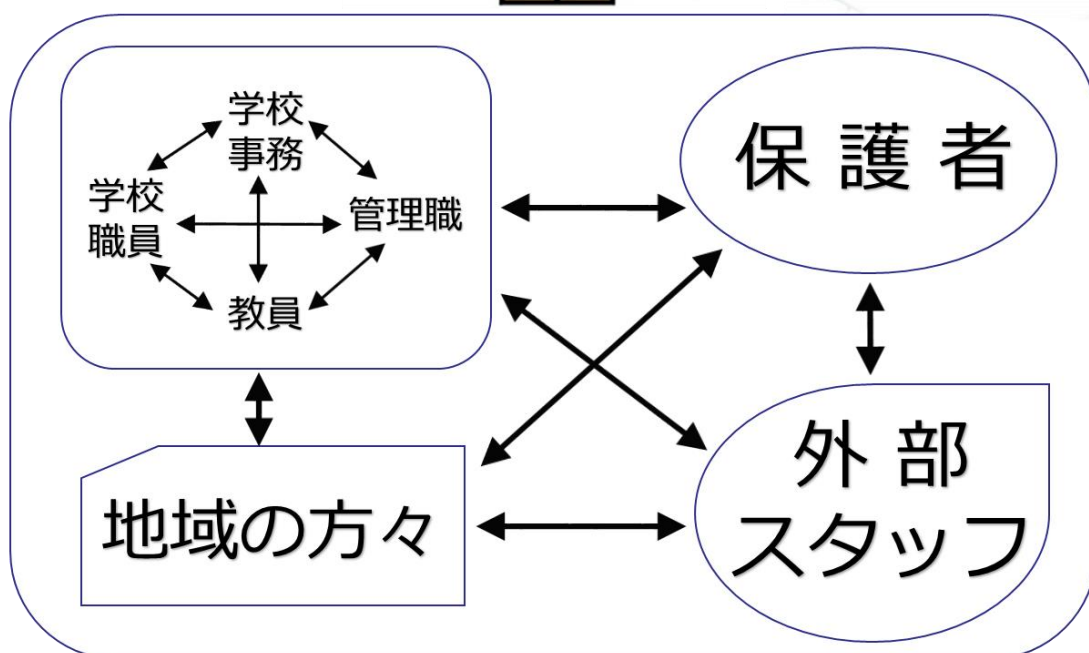 学校
事務
学校
職員
管理職
教員
保護者
地域の方々
外部
スタッフ